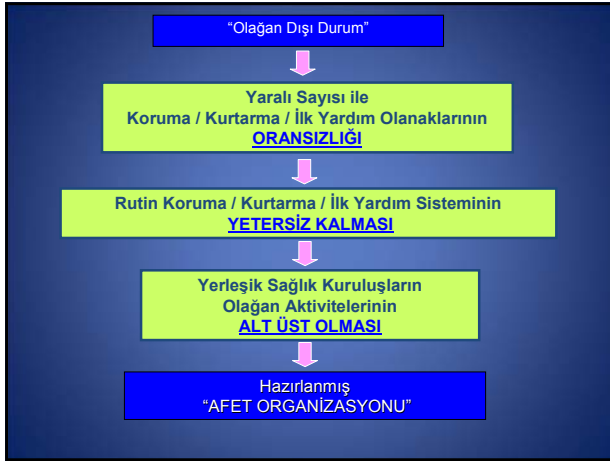 “Olağan Dışı Durum”
Yaralı Sayısı ile
Koruma / Kurtarma / İlk Yardım Olanaklarının
ORANSIZLIĞI
Rutin Koruma / Kurtarma / İlk Yardım Sisteminin
YETERSİZ KALMASI
Yerleşik Sağlık Kuruluşların
Olağan Aktivitelerinin
ALT ÜST OLMASI
Hazırlanmış
“AFET ORGANİZASYONU”